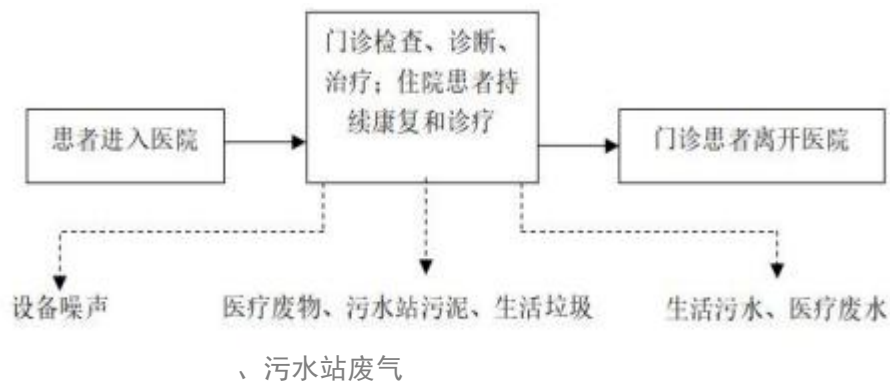 门诊检查、诊断、
治疗；住院患者持
续康复和诊疗
患者进入医院
门诊患者离开医院
设备噪声
医疗废物、污水站污泥、生活垃圾
生活污水、医疗废水
、污水站废气